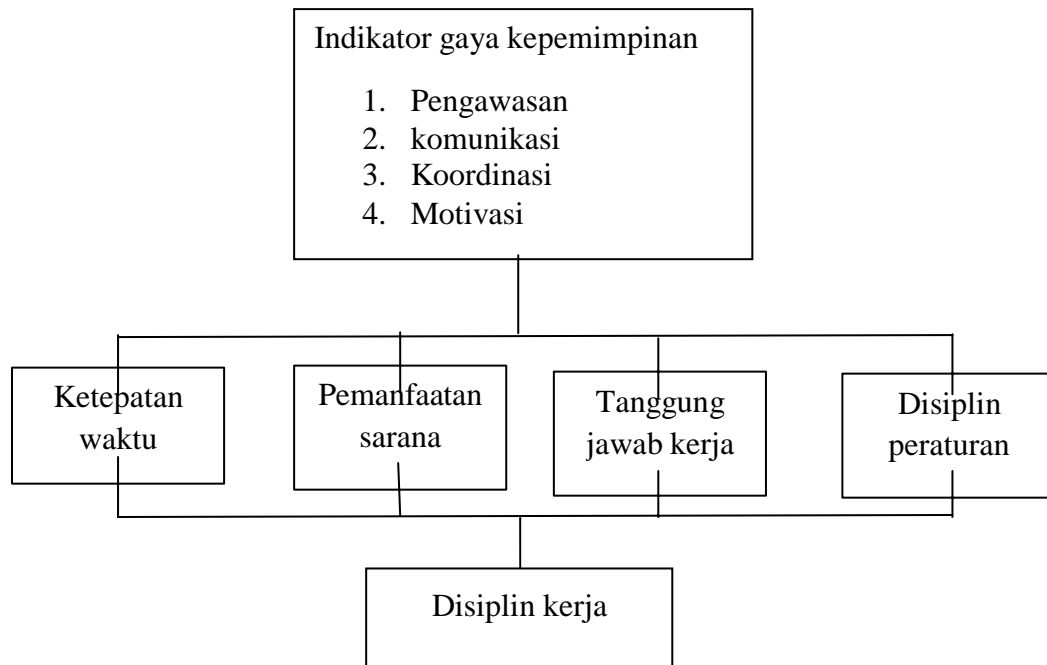 Indikator gaya kepemimpinan
1. Pengawasan
2. komunikasi
3. Koordinasi
4. Motivasi
Ketepatan
waktu
Pemanfaatan
sarana
Tanggung
jawab kerja
Disiplin
peraturan
Disiplin kerja